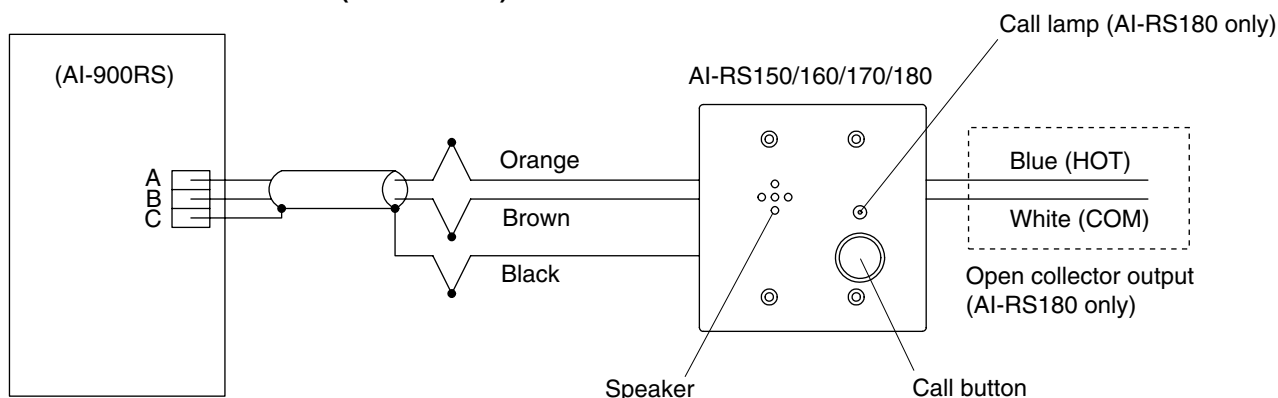 Call lamp (AI-RS180 only)
(AI-900RS)
AI-RS150/160/170/180
A
B
C
Orange
Brown
Black
Blue (HOT)
White (COM)
Open collector output
(AI-RS180 only)
Speaker
Call button